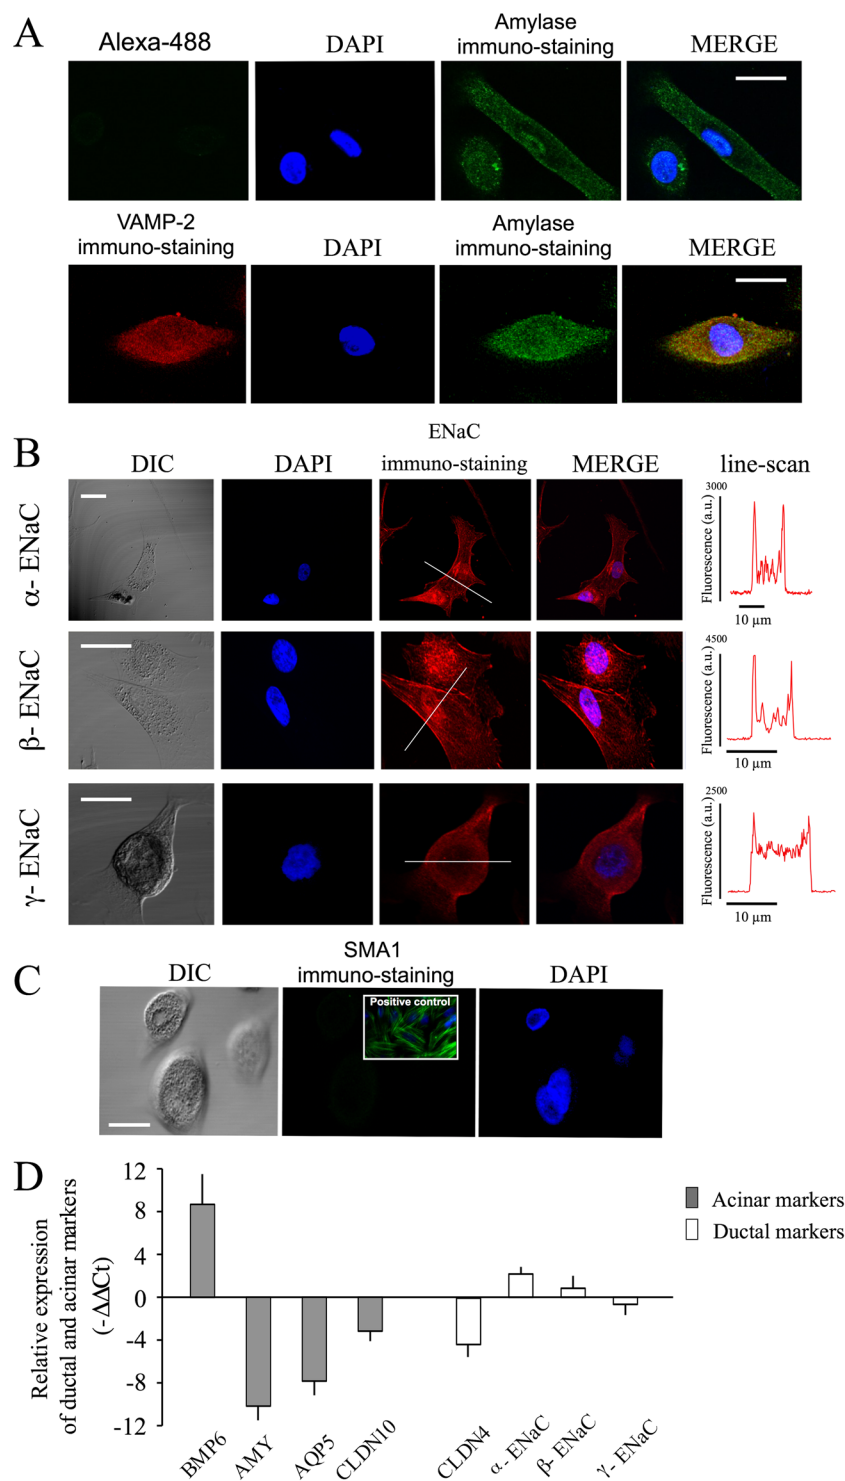 A
Alexa-488
DAPI
Amylase
immuno-staining
MERGE
VAMP-2
immuno-staining
DAPI
Amylase
immuno-staining
MERGE
B
DIC
DAPI
ENaC
immuno-staining
MERGE
line-scan
α- ENaC
3000
Fluorescence (a.u.)
10 µm
β- ENaC
4500
Fluorescence (a.u.)
10 µm
γ- ENaC
2500
Fluorescence (a.u.)
10 µm
C
DIC
SMA1
immuno-staining
DAPI
Positive control
D
Relative expression
of ductal and acinar markers
(-ΔΔCt)
12
8
4
0
-4
-8
-12
BMP6
AMY
AQP5
CLDN10
CLDN4
α- ENaC
β- ENaC
γ- ENaC
Acinar markers
Ductal markers